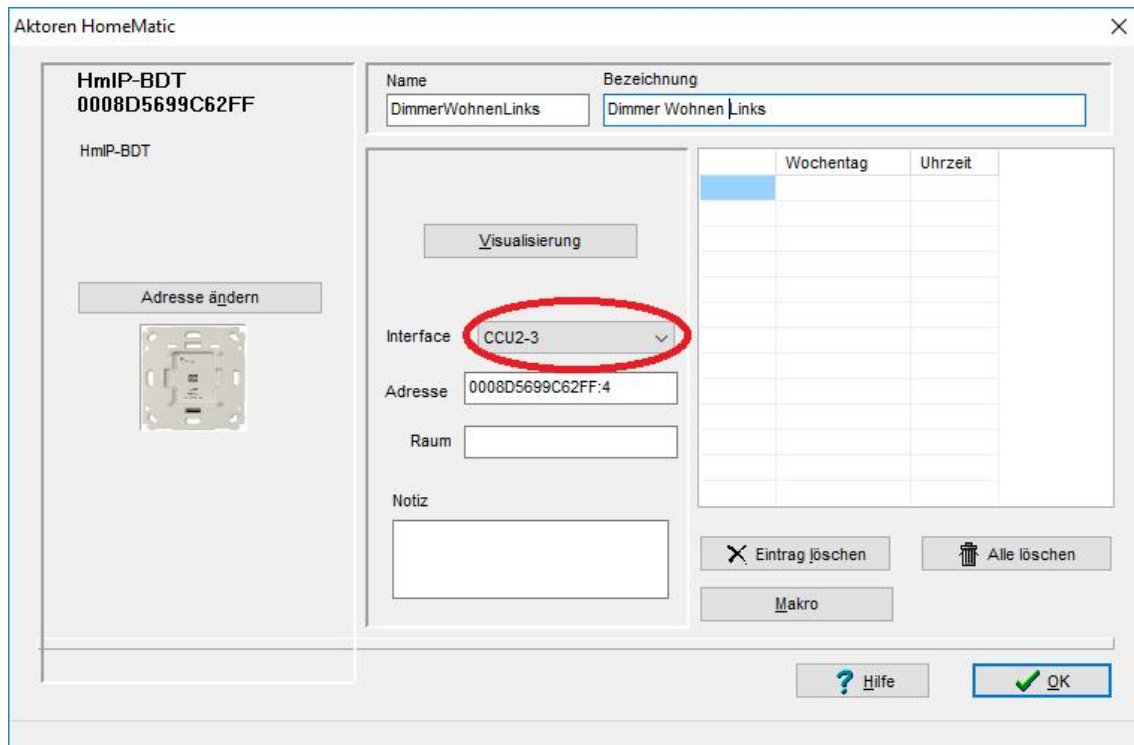 Aktoren HomeMatic
HmIP-BDT
0008D5699C62FF
HmIP-BDT
Adresse ändern
Name
Bezeichnung
DimmerWohnenLinks
Dimmer Wohnen Links
Visualisierung
Interface
CCU2-3
Adresse
0008D5699C62FF:4
Raum
Notiz
Wochentag
Uhrzeit
Eintrag löschen
Alle löschen
Makro
Hilfe
OK